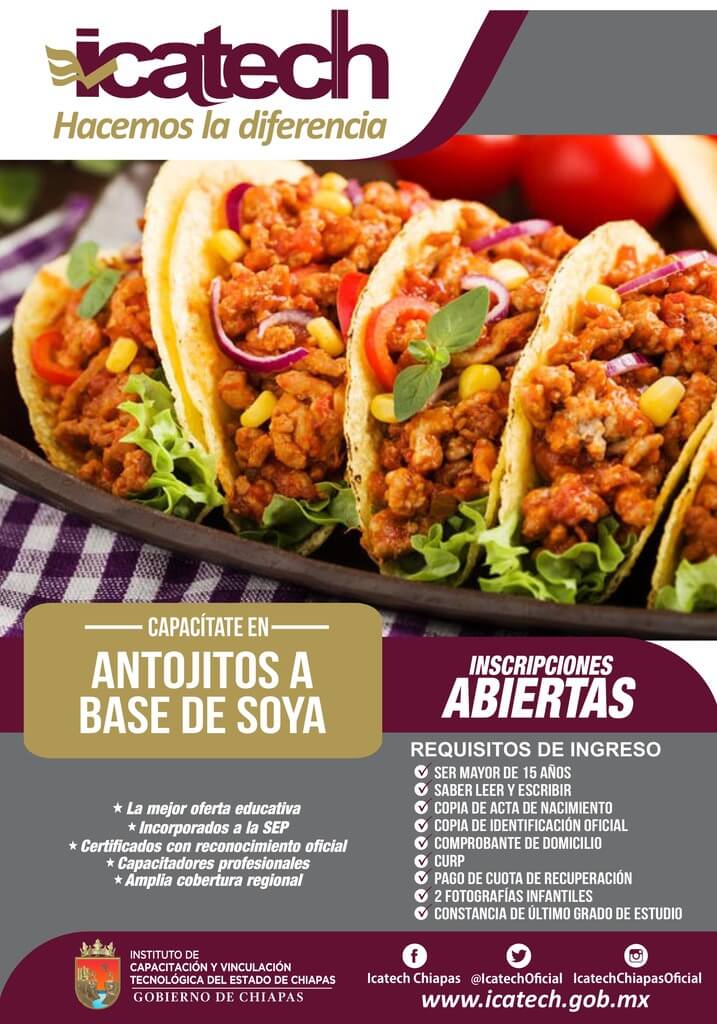 icatech
Hacemos la diferencia
CAPACÍTATE EN
ANTOJITOS A
BASE DE SOYA
INSCRIPCIONES
ABIERTAS
★ La mejor oferta educativa
★ Incorporados a la SEP
★ Certificados con reconocimiento oficial
★ Capacitadores profesionales
★ Amplia cobertura regional
REQUISITOS DE INGRESO
SER MAYOR DE 15 AÑOS
SABER LEER Y ESCRIBIR
COPIA DE ACTA DE NACIMIENTO
COPIA DE IDENTIFICACIÓN OFICIAL
COMPROBANTE DE DOMICILIO
CURP
PAGO DE CUOTA DE RECUPERACIÓN
2 FOTOGRAFÍAS INFANTILES
CONSTANCIA DE ÚLTIMO GRADO DE ESTUDIO
INSTITUTO DE
CAPACITACIÓN Y VINCULACIÓN
TECNOLÓGICA DEL ESTADO DE CHIAPAS
GOBIERNO DE CHIAPAS
Icatech Chiapas @IcatechOficial IcatechChiapasOficial
www.icatech.gob.mx